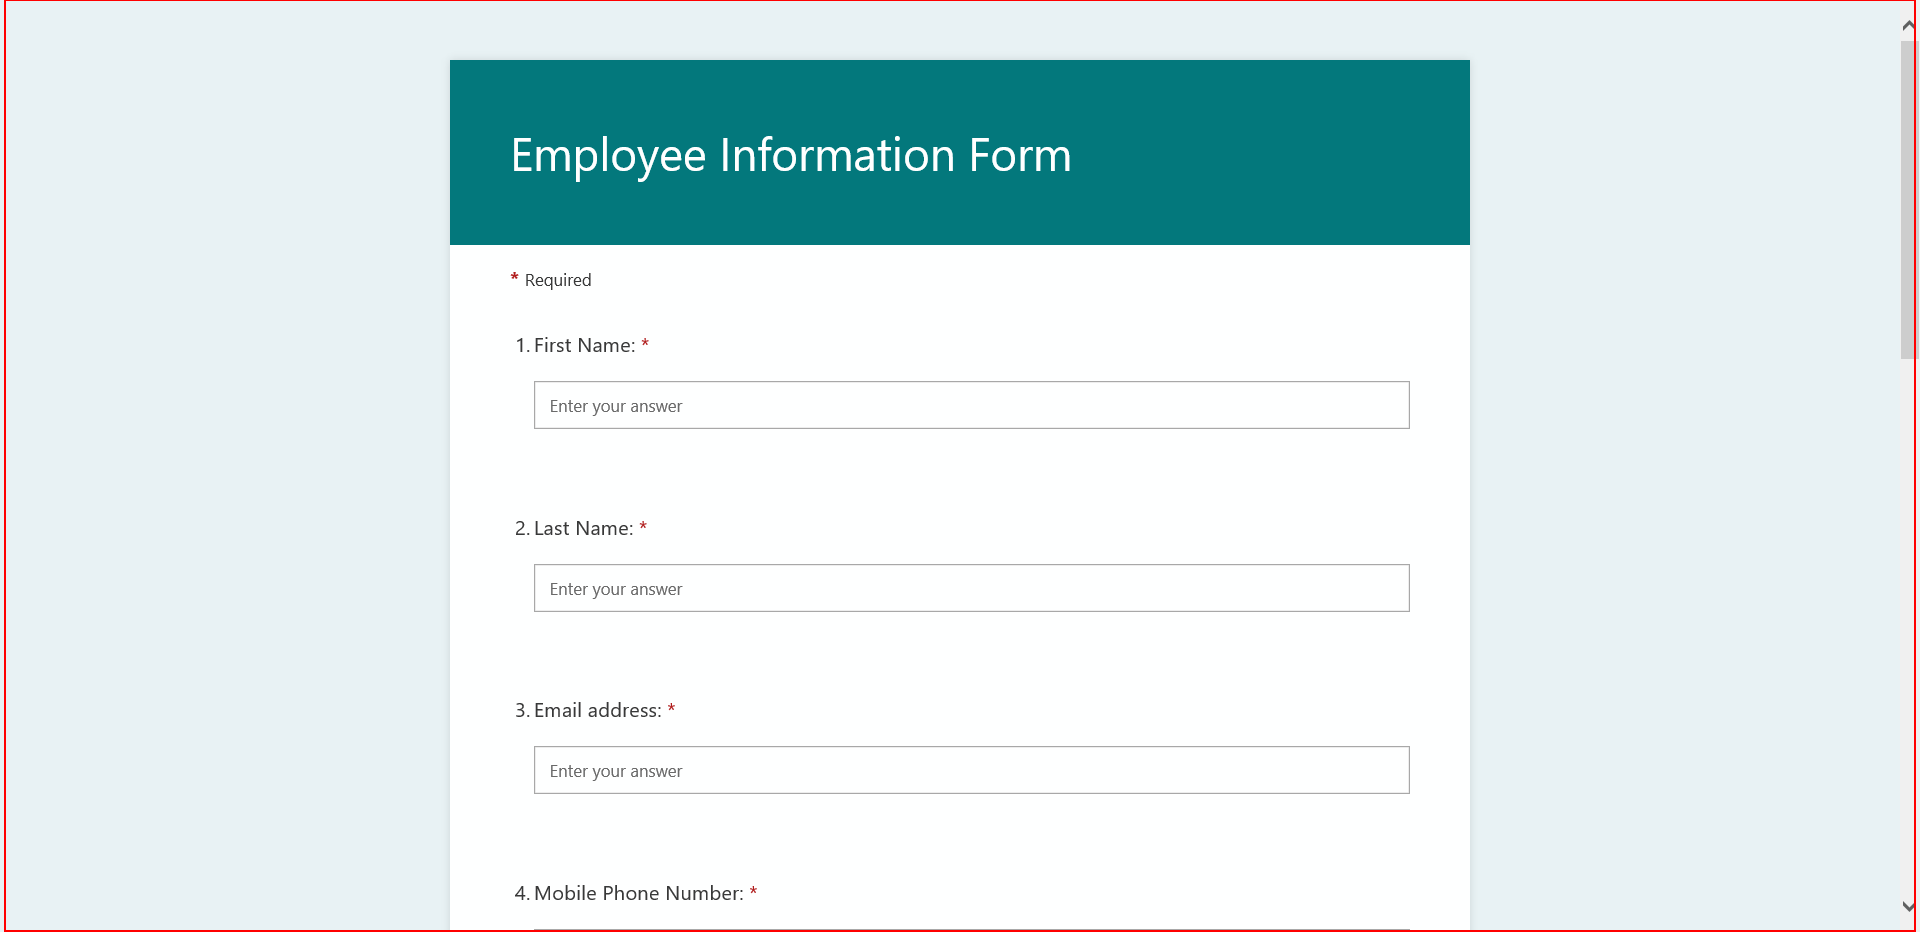 Employee Information Form
* Required
1. First Name: *
Enter your answer
2. Last Name: *
Enter your answer
3. Email address: *
Enter your answer
4. Mobile Phone Number: *